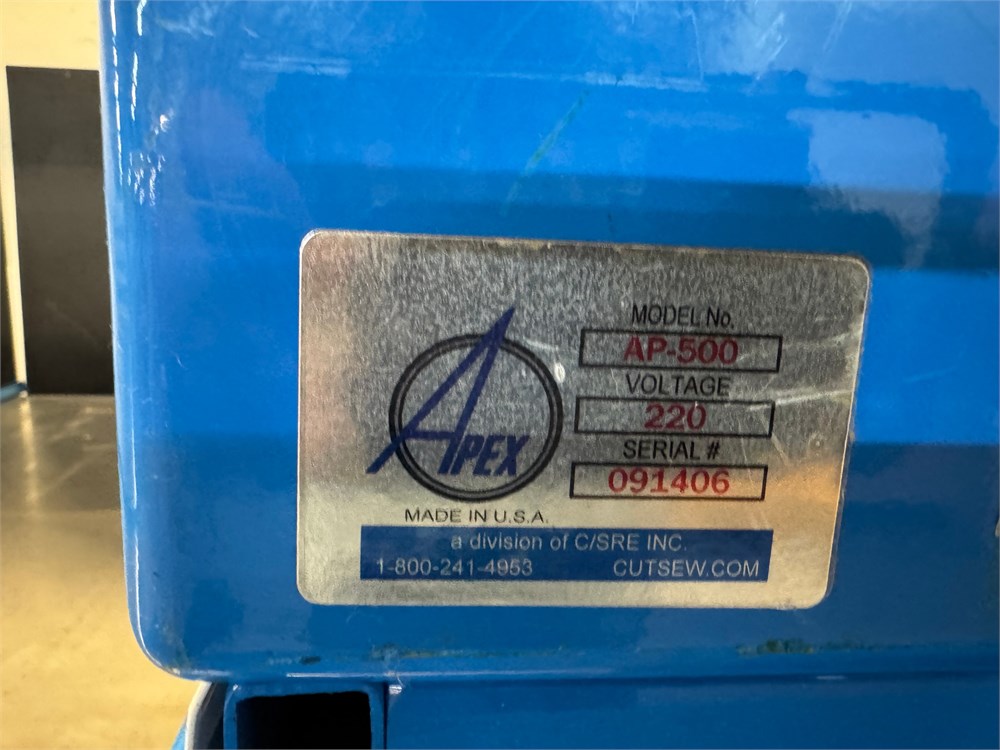 APEX
MODEL No.
AP-500
VOLTAGE
220
SERIAL #
091406
MADE IN U.S.A.
a division of C/SRE INC.
1-800-241-4953 CUTSEW.COM